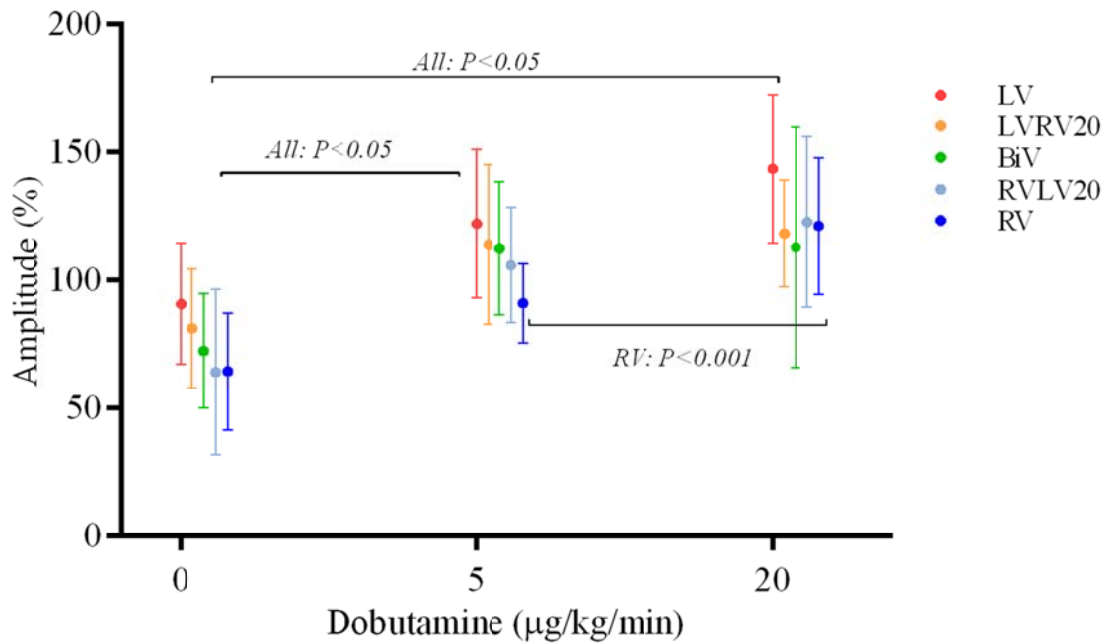 200
All: P<0.05
LV
LVRV20
BiV
RVLV20
RV
150
All: P<0.05
Amplitude (%)
100
RV: P<0.001
50
0
0 5 20
Dobutamine (μg/kg/min)